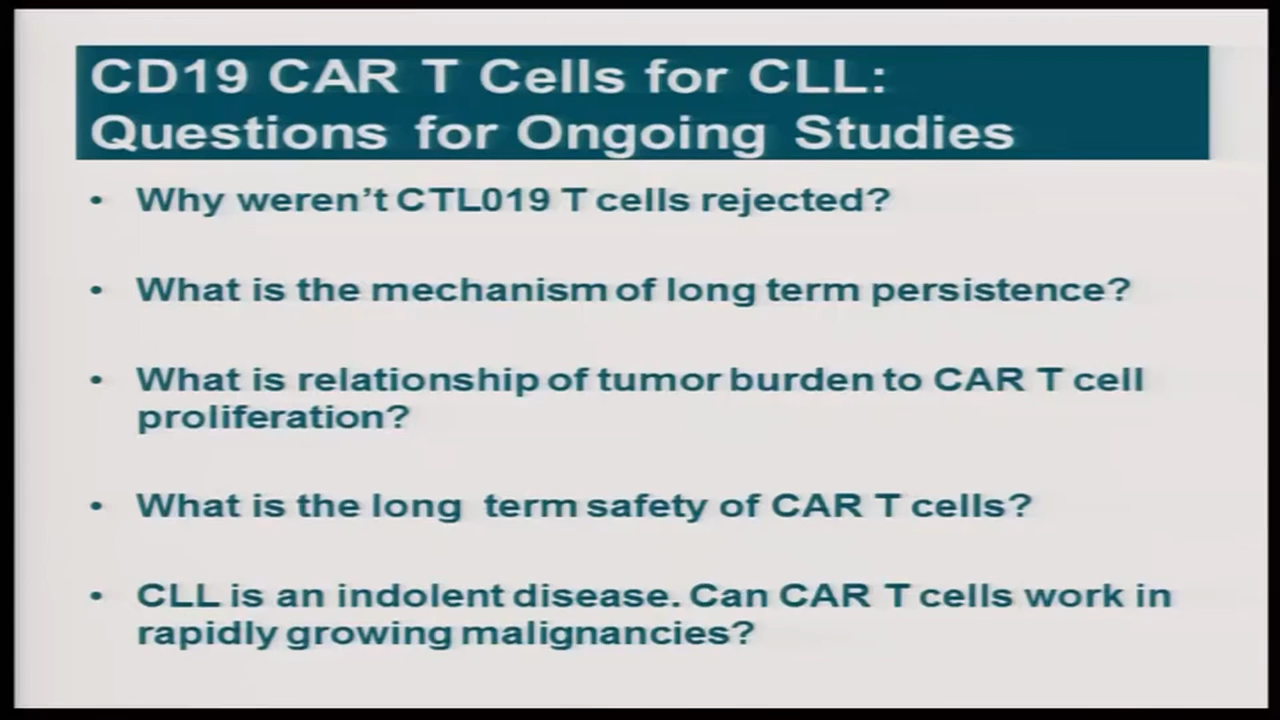 CD19 CAR T Cells for CLL:
Questions for Ongoing Studies
• Why weren't CTL019 T cells rejected?
• What is the mechanism of long term persistence?
• What is relationship of tumor burden to CAR T cell
proliferation?
• What is the long term safety of CAR T cells?
• CLL is an indolent disease. Can CAR T cells work in
rapidly growing malignancies?